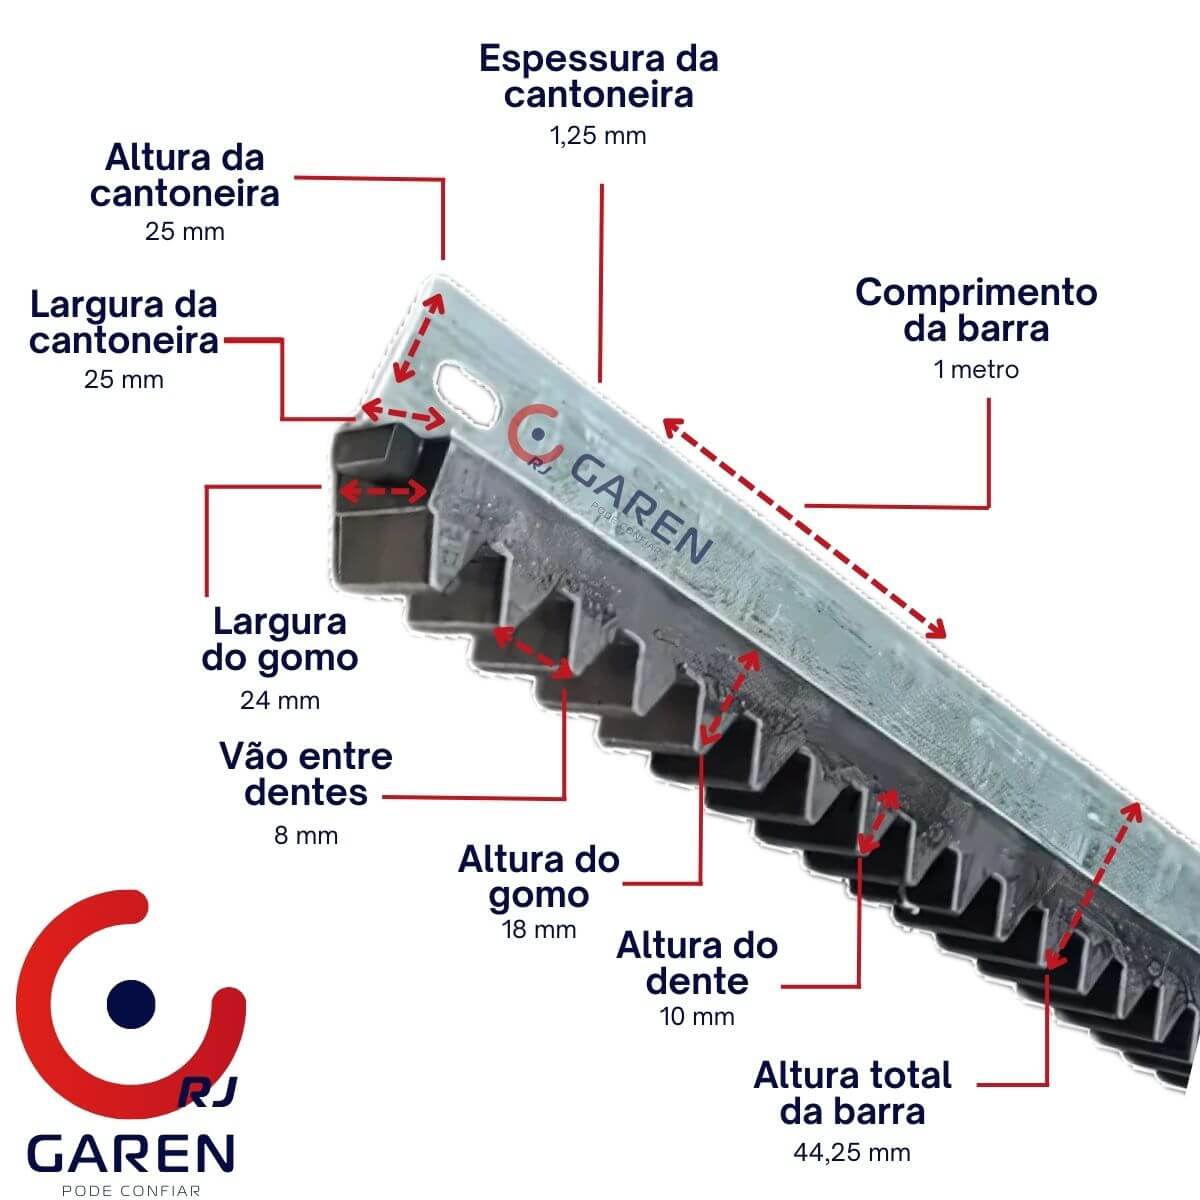 Espessura da
cantoneira
1,25 mm
Altura da
cantoneira
25 mm
Largura da
cantoneira
25 mm
Comprimento
da barra
1 metro
RJ
GAREN
PODE CONFIAR
Largura
do gomo
24 mm
Vão entre
dentes
8 mm
Altura do
gomo
18 mm
Altura do
dente
10 mm
Altura total
da barra
44,25 mm
RJ
GAREN
PODE CONFIAR